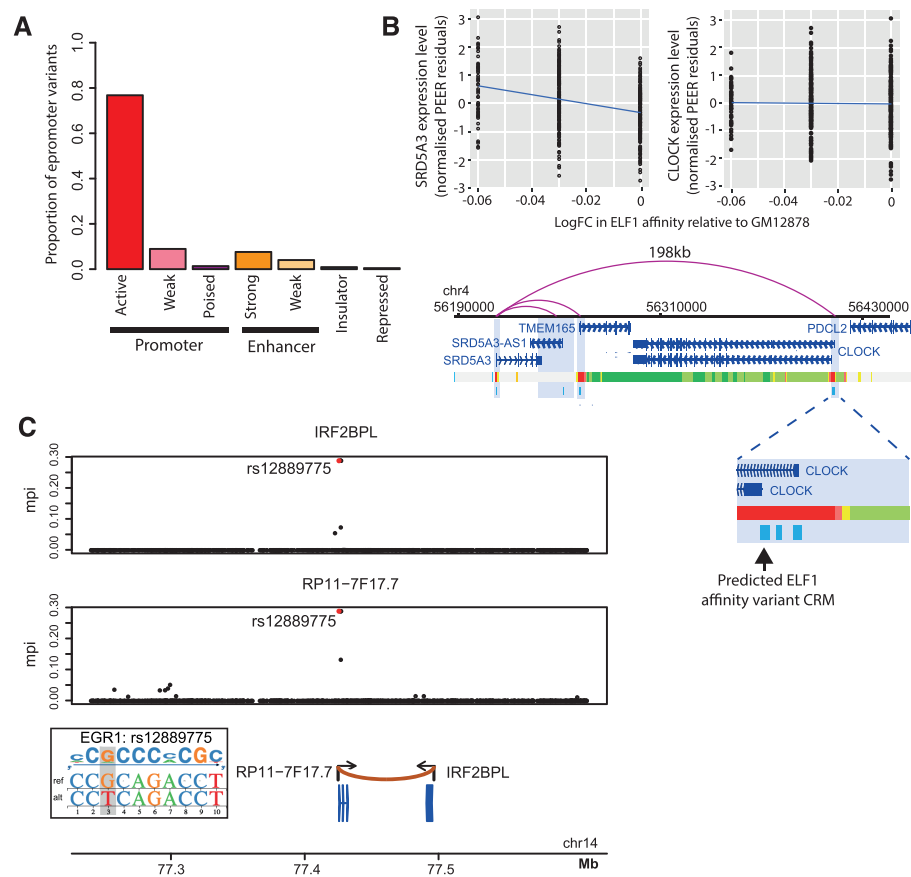 A
Proportion of epromoter variants
1.0
0.8
0.6
0.4
0.2
0.0
Active
Weak
Poised
Strong
Weak
Insulator
Repressed
Promoter
Enhancer
B
SRD5A3 expression level
(normalised PEER residuals)
3
2
1
0
-1
-2
-3
-0.06
-0.04
-0.02
0
CLOCK expression level
(normalised PEER residuals)
3
2
1
0
-1
-2
-3
-0.06
-0.04
-0.02
0
LogFC in ELF1 affinity relative to GM12878
198kb
chr4
56190000
56310000
56430000
TMEM165
PDCL2
SRD5A3-AS1
SRD5A3
CLOCK
CLOCK
CLOCK
Predicted ELF1
affinity variant CRM
C
IRF2BPL
mpi
0.30
0.20
0.10
0.00
rs12889775
RP11−7F17.7
mpi
0.30
0.20
0.10
0.00
rs12889775
EGR1: rs12889775
cCGCCCcCGc
ref CCGCAGACCT
alt CCTCAGACCT
1 2 3 4 5 6 7 8 9 10
RP11−7F17.7
IRF2BPL
chr14
Mb
77.3
77.4
77.5